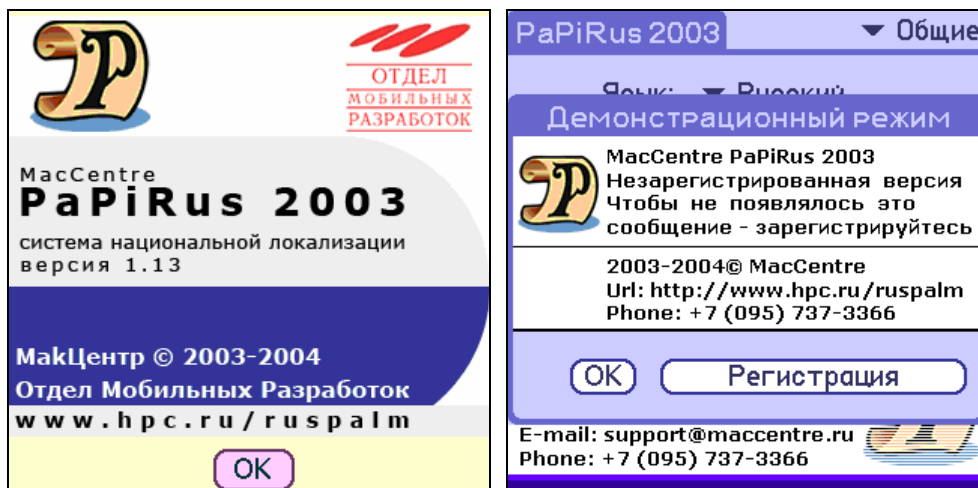 ОТДЕЛ
МОБИЛЬНЫХ
РАЗРАБОТОК
MacCentre
PaPiRus 2003
система национальной локализации
версия 1.13
МакЦентр © 2003-2004
Отдел Мобильных Разработок
www.hpc.ru/ruspalm
OK
PaPiRus 2003
Общие
Язык: Русский
Демонстрационный режим
MacCentre PaPiRus 2003
Незарегистрированная версия
Чтобы не появлялось это
сообщение - зарегистрируйтесь
2003-2004© MacCentre
Url: http://www.hpc.ru/ruspalm
Phone: +7 (095) 737-3366
OK
Регистрация
E-mail: support@maccentre.ru
Phone: +7 (095) 737-3366